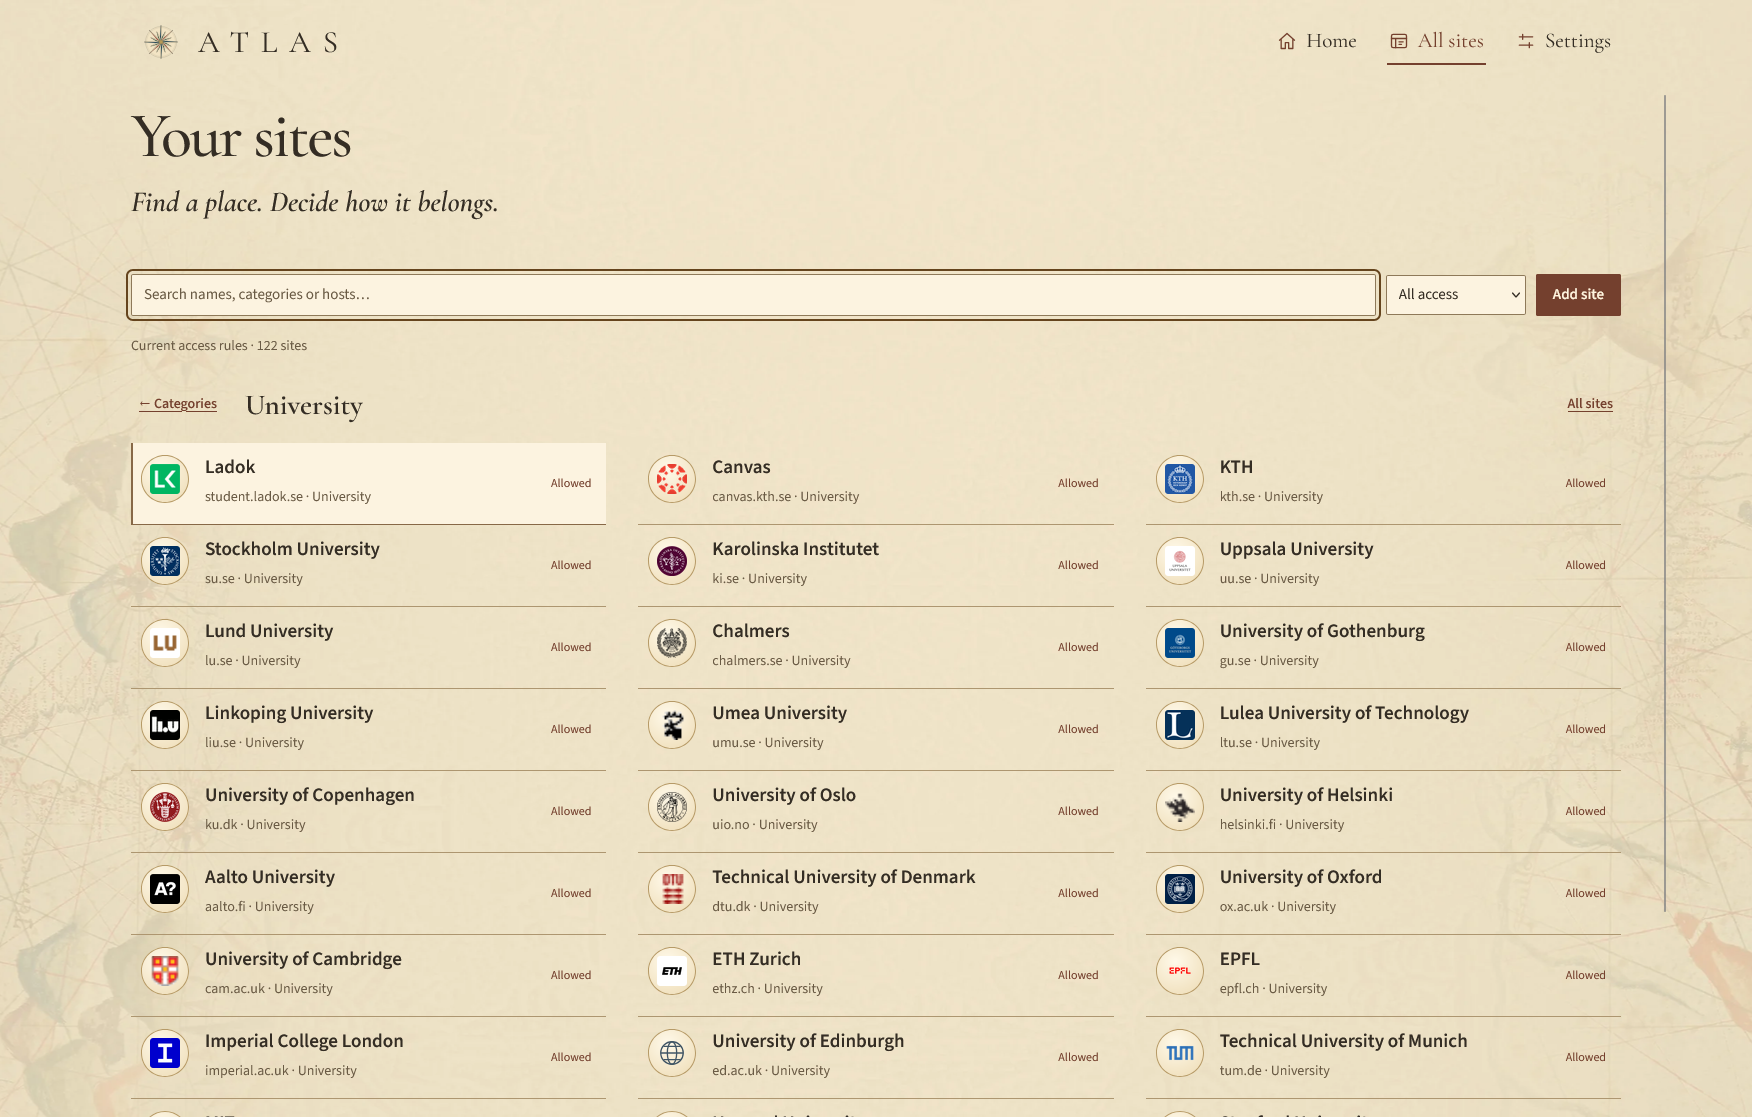 ATLAS
Home
All sites
Settings
Your sites
Find a place. Decide how it belongs.
Search names, categories or hosts…
All access
Add site
Current access rules · 122 sites
← Categories
University
All sites
Ladok
student.ladok.se · University
Allowed
Canvas
canvas.kth.se · University
Allowed
KTH
KTH
kth.se · University
Allowed
Stockholm University
su.se · University
Allowed
Karolinska Institutet
ki.se · University
Allowed
Uppsala University
uu.se · University
Allowed
LU
Lund University
lu.se · University
Allowed
Chalmers
chalmers.se · University
Allowed
University of Gothenburg
gu.se · University
Allowed
li.u
Linkoping University
liu.se · University
Allowed
Umea University
umu.se · University
Allowed
L
Lulea University of Technology
ltu.se · University
Allowed
University of Copenhagen
ku.dk · University
Allowed
University of Oslo
uio.no · University
Allowed
University of Helsinki
helsinki.fi · University
Allowed
A?
Aalto University
aalto.fi · University
Allowed
DTU
Technical University of Denmark
dtu.dk · University
Allowed
University of Oxford
ox.ac.uk · University
Allowed
University of Cambridge
cam.ac.uk · University
Allowed
ETH
ETH Zurich
ethz.ch · University
Allowed
EPFL
EPFL
epfl.ch · University
Allowed
I
Imperial College London
imperial.ac.uk · University
Allowed
University of Edinburgh
ed.ac.uk · University
Allowed
TUM
Technical University of Munich
tum.de · University
Allowed